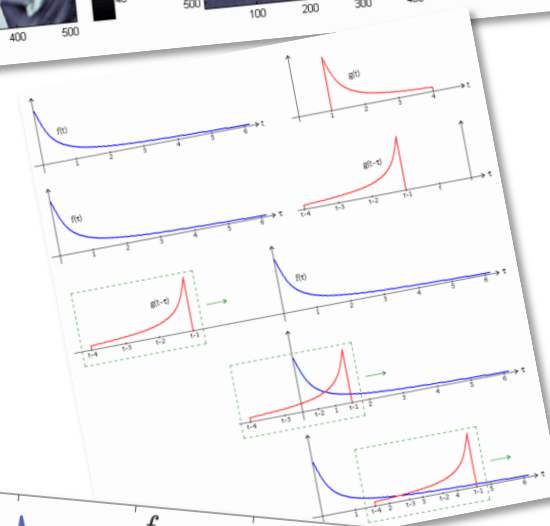 400 500
500 100 200 300
f(t) τ
1 2 3 4 5 6
g(t) τ
1 2 3 4
f(t) τ
1 2 3 4 5 6
g(t-τ) τ
t-4 t-3 t-2 t-1 t
g(t-τ)
t-4 t-3 t-2 t-1
f(t) τ
1 2 3 4 5 6
τ
t-4 t-3 t-2 1 t-1 2 3 4 5 6
τ
1 t-4 2 t-3 3 t-2 4 t-1 5 6
f